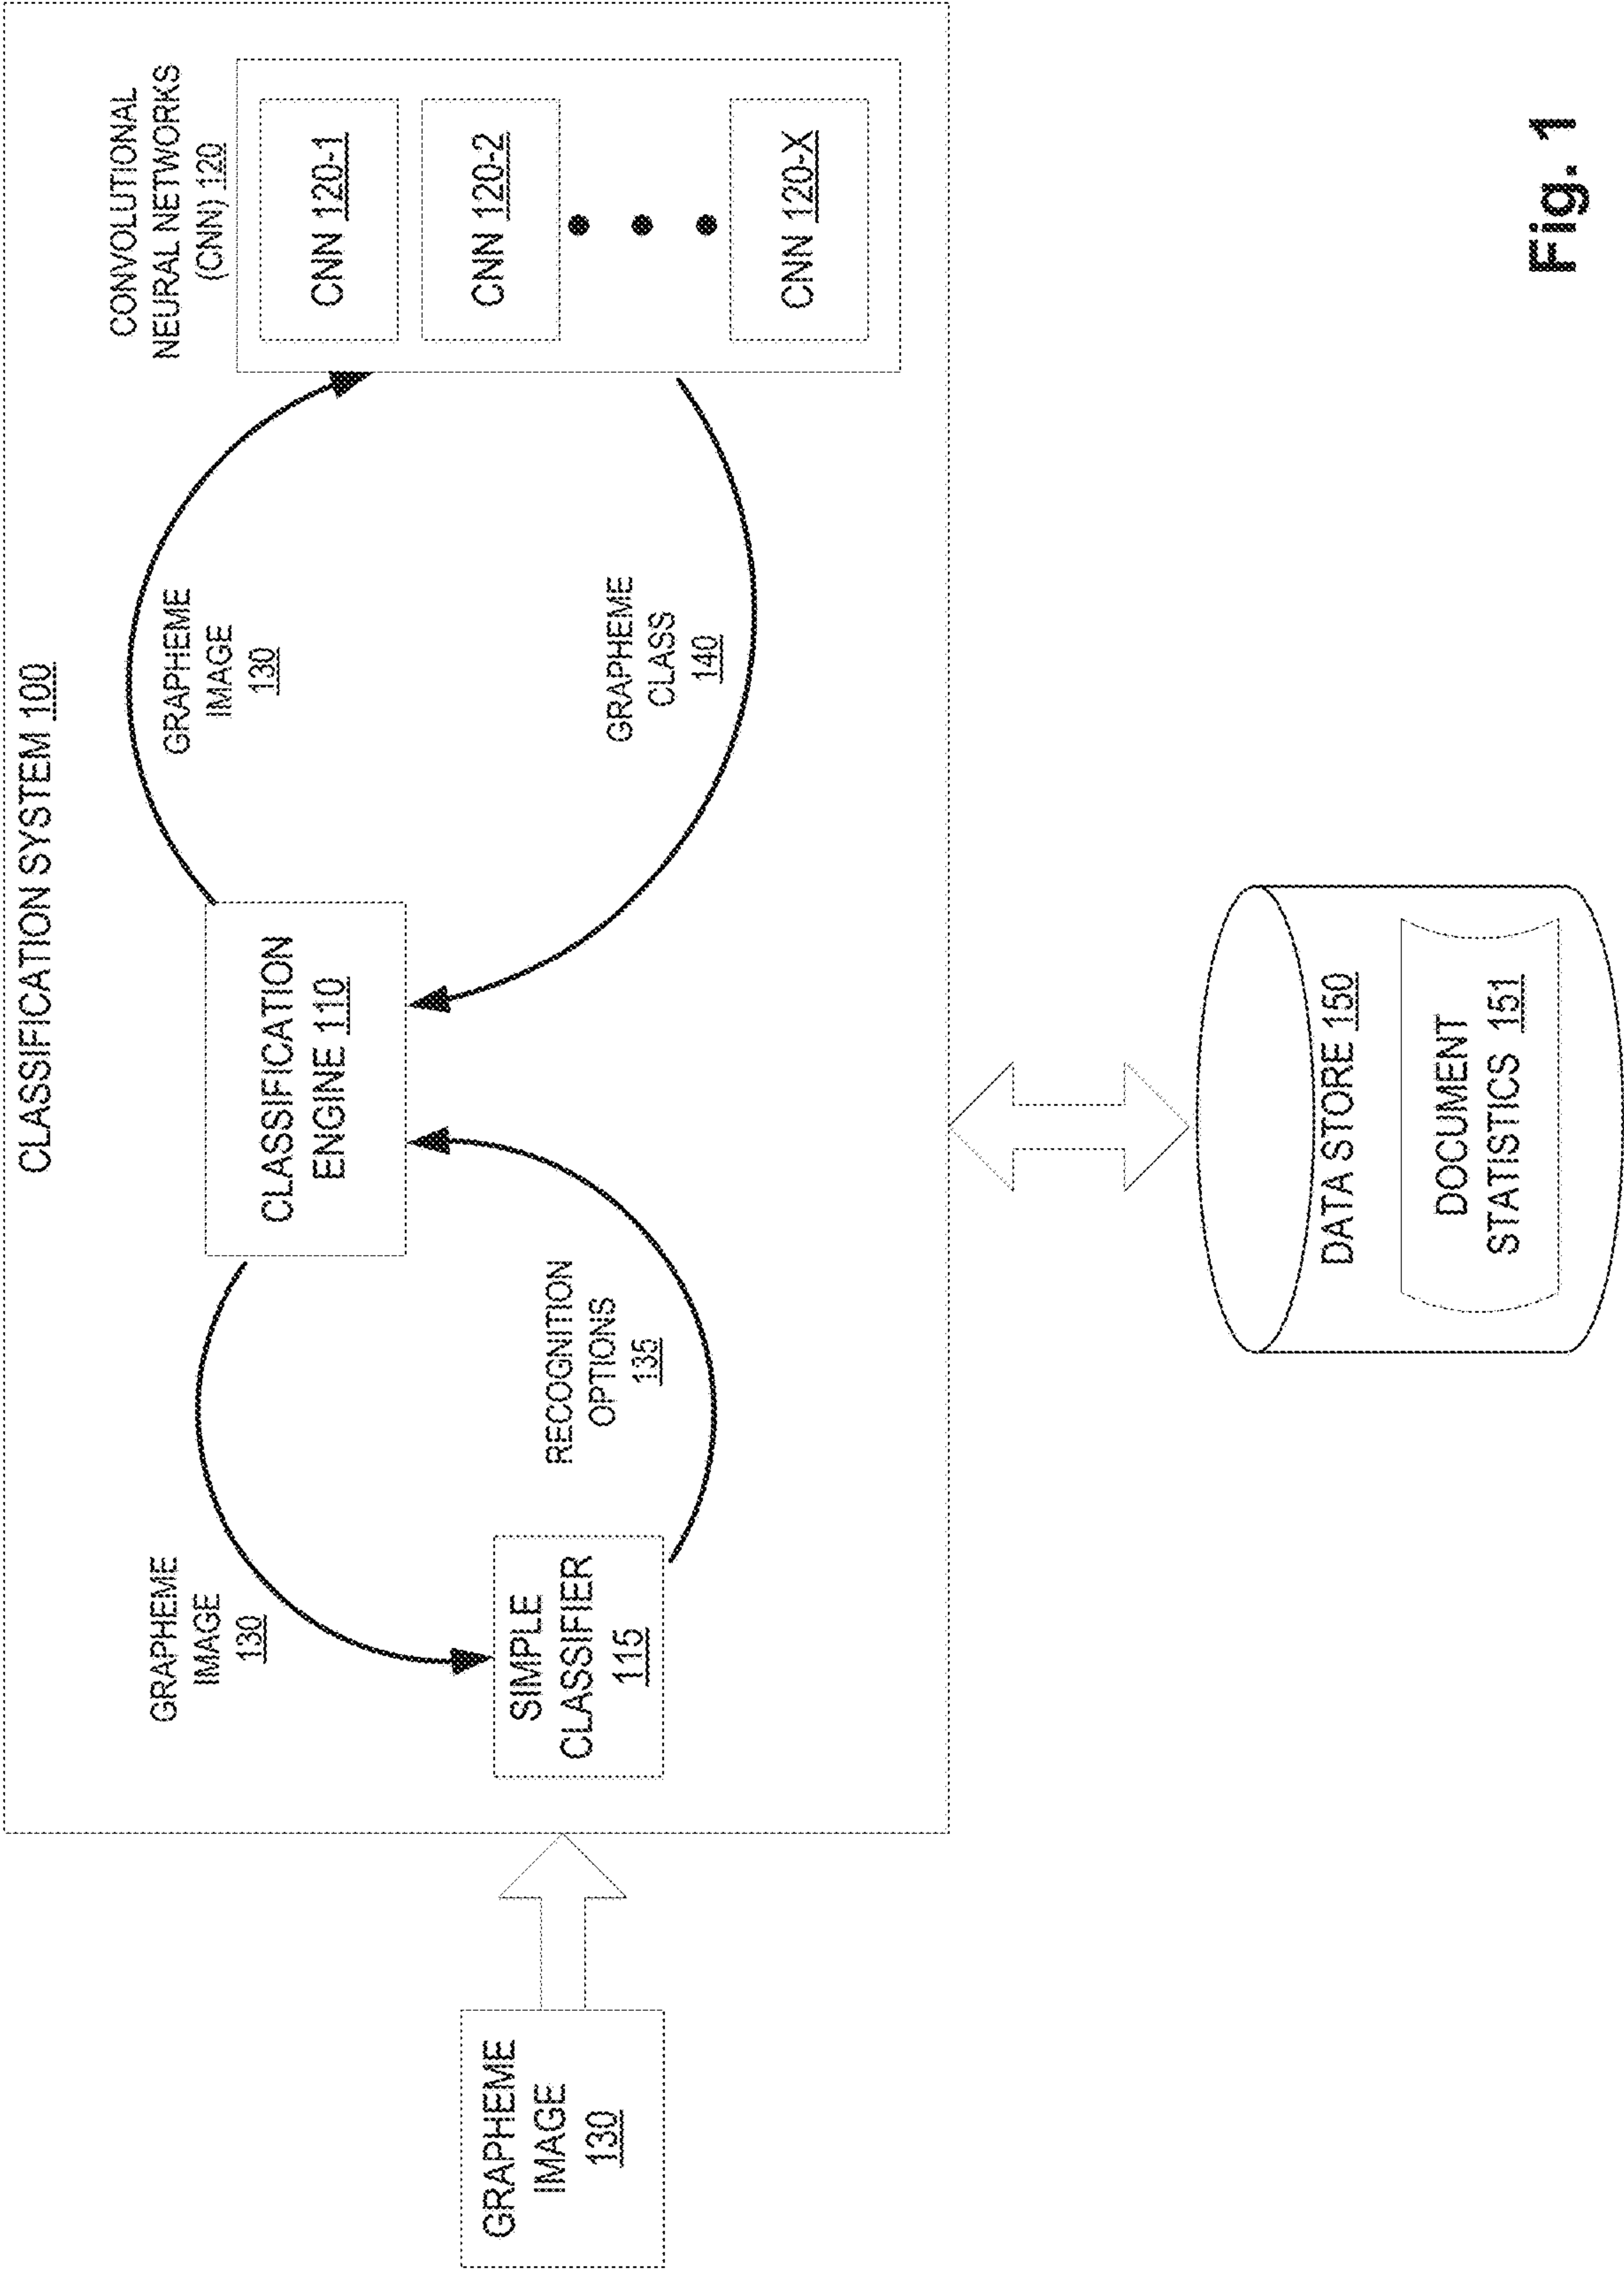 CLASSIFICATION SYSTEM 100
GRAPHEME
IMAGE
130
GRAPHEME
IMAGE
130
SIMPLE
CLASSIFIER
115
RECOGNITION
OPTIONS
135
CLASSIFICATION
ENGINE 110
GRAPHEME
IMAGE
130
GRAPHEME
CLASS
140
CONVOLUTIONAL
NEURAL NETWORKS
(CNN) 120
CNN 120-1
CNN 120-2
CNN 120-X
DATA STORE 150
DOCUMENT
STATISTICS 151
Fig. 1